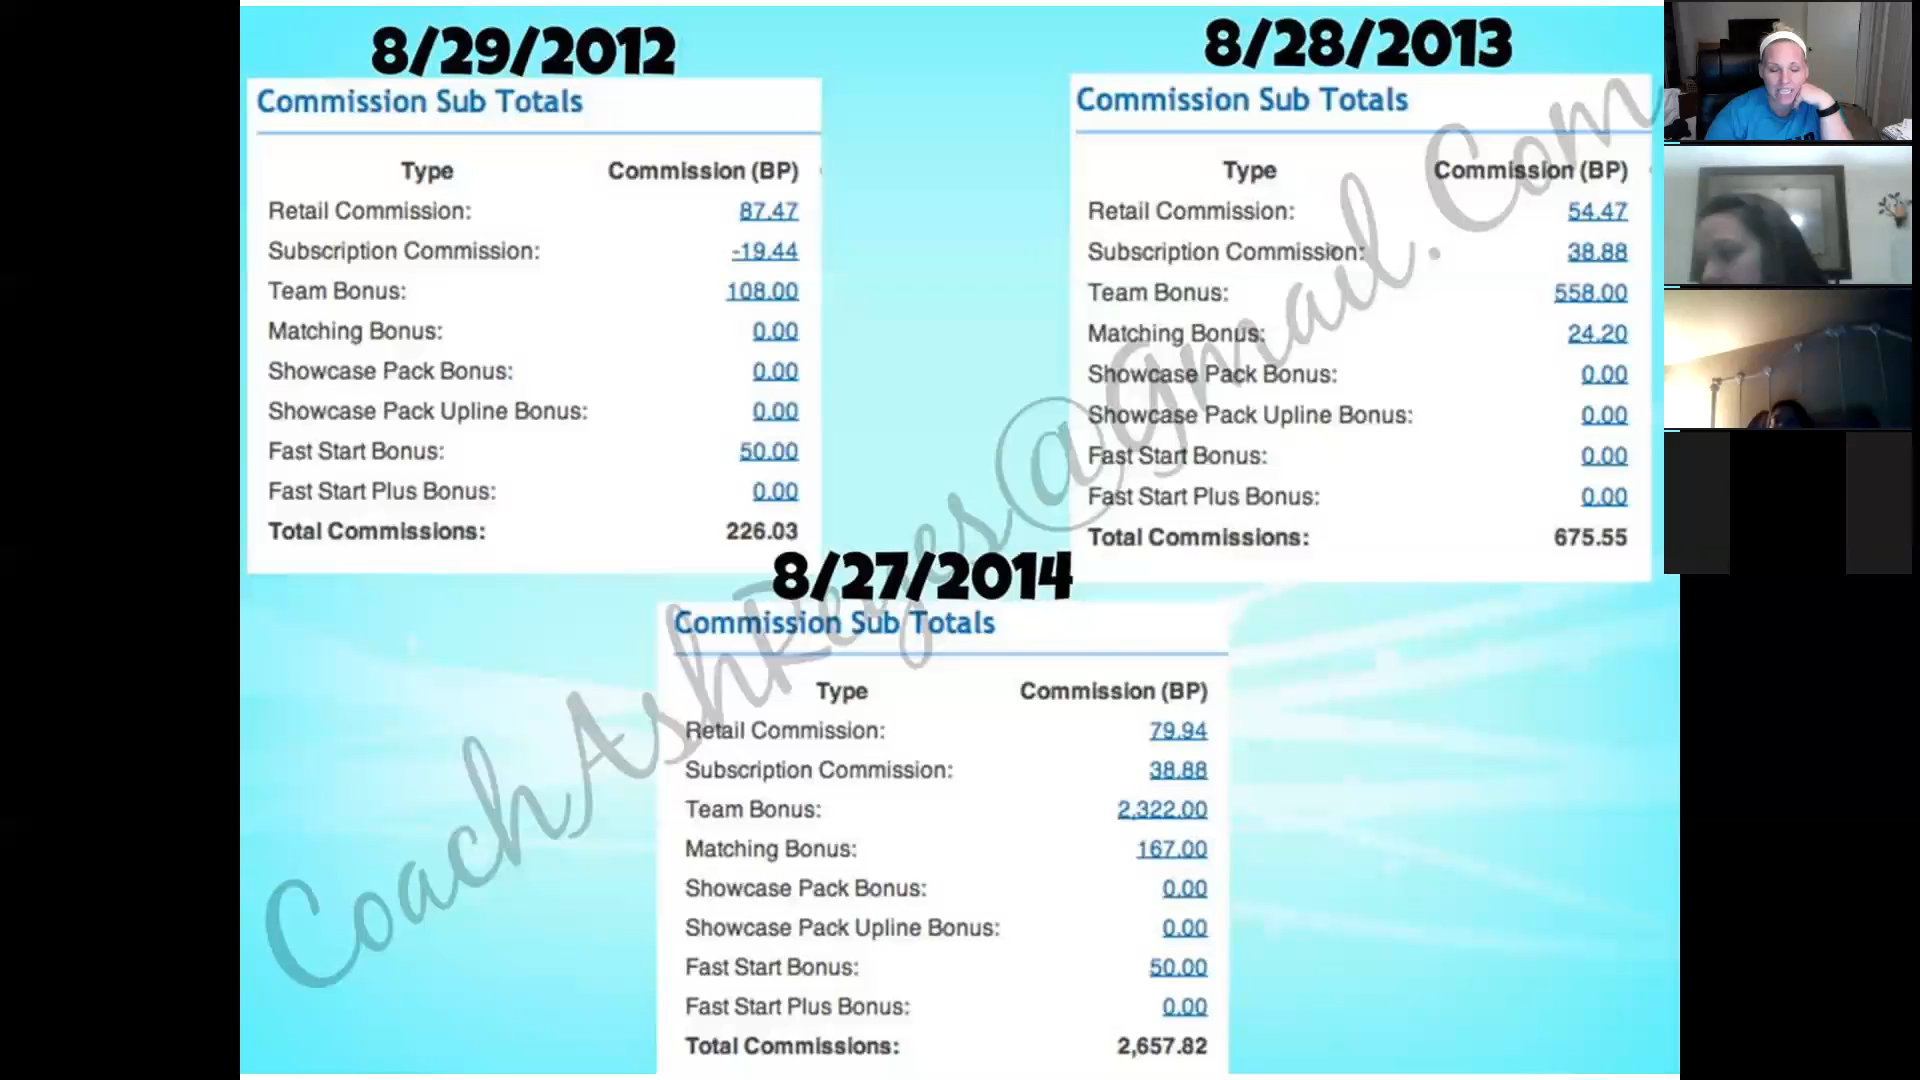 8/29/2012
Commission Sub Totals
Type Commission (BP)
Retail Commission: 87.47
Subscription Commission: -19.44
Team Bonus: 108.00
Matching Bonus: 0.00
Showcase Pack Bonus: 0.00
Showcase Pack Upline Bonus: 0.00
Fast Start Bonus: 50.00
Fast Start Plus Bonus: 0.00
Total Commissions: 226.03
8/28/2013
Commission Sub Totals
Type Commission (BP)
Retail Commission: 54.47
Subscription Commission: 38.88
Team Bonus: 558.00
Matching Bonus: 24.20
Showcase Pack Bonus: 0.00
Showcase Pack Upline Bonus: 0.00
Fast Start Bonus: 0.00
Fast Start Plus Bonus: 0.00
Total Commissions: 675.55
8/27/2014
Commission Sub Totals
Type Commission (BP)
Retail Commission: 79.94
Subscription Commission: 38.88
Team Bonus: 2,322.00
Matching Bonus: 167.00
Showcase Pack Bonus: 0.00
Showcase Pack Upline Bonus: 0.00
Fast Start Bonus: 50.00
Fast Start Plus Bonus: 0.00
Total Commissions: 2,657.82
CoachAshReyes@Gmail.Com